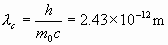 λc = h / m₀c = 2.43×10⁻¹² m